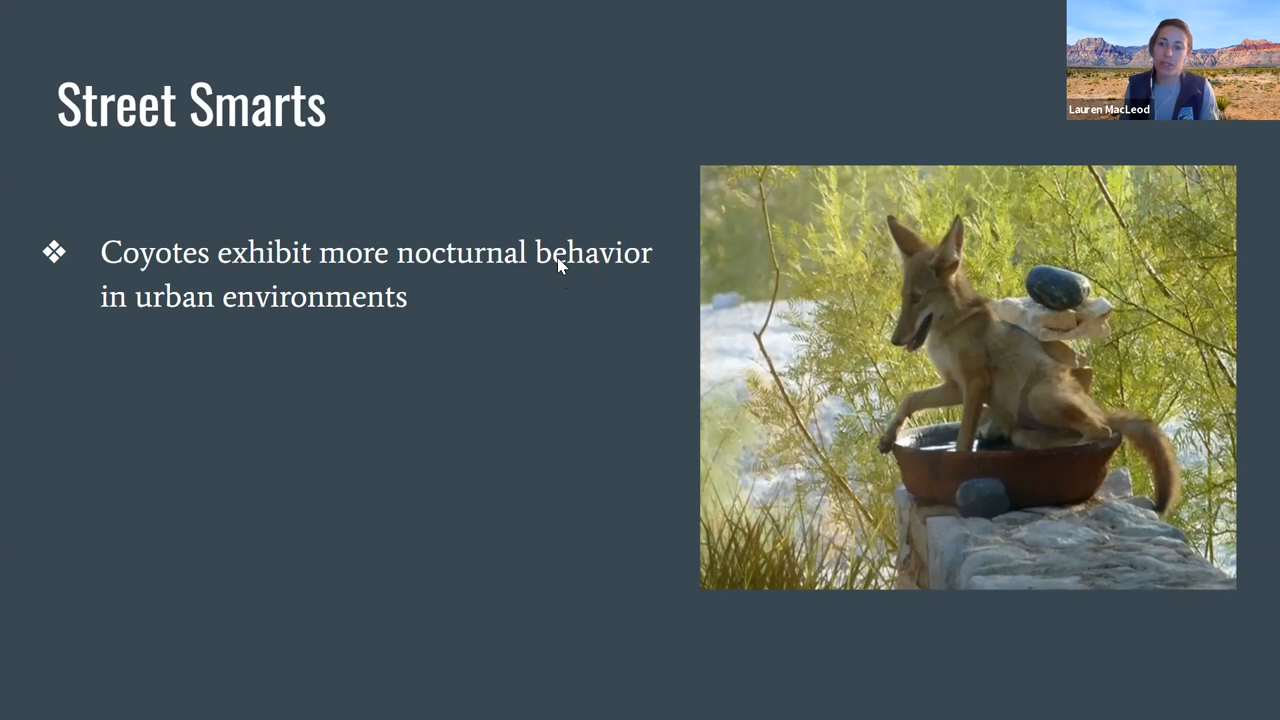 Street Smarts
Lauren MacLeod
❖ Coyotes exhibit more nocturnal behavior
in urban environments